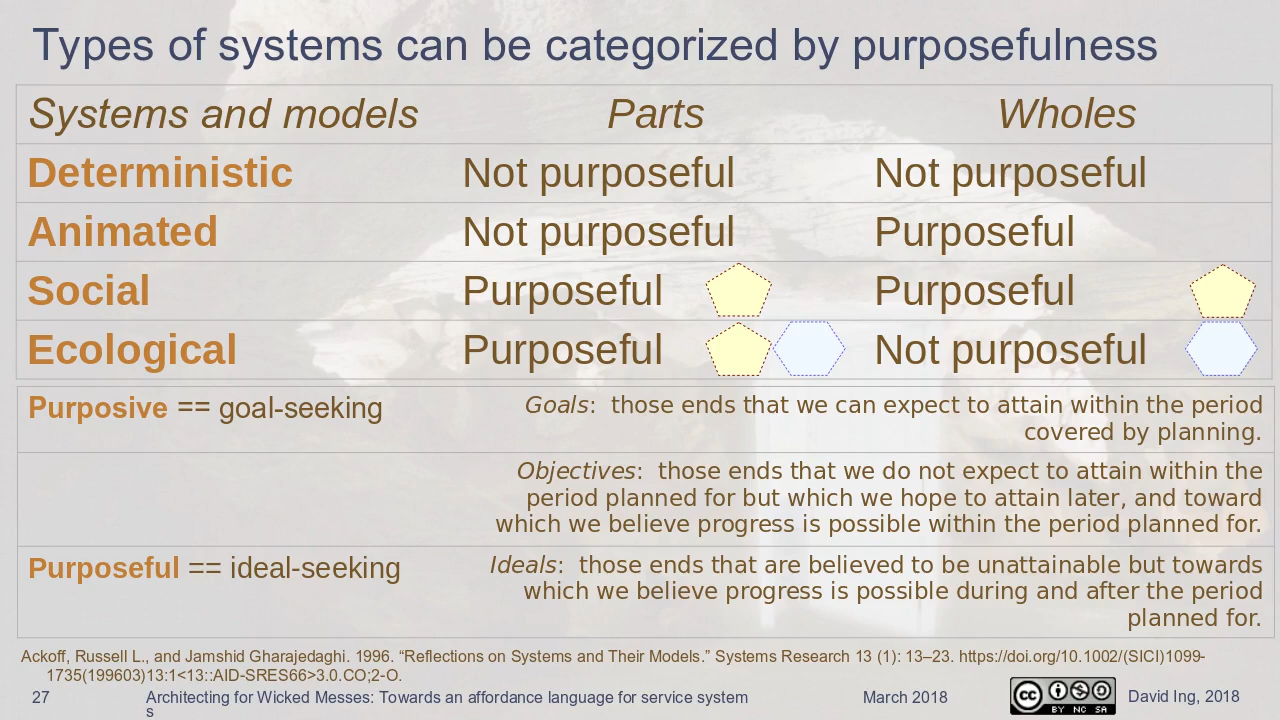 Types of systems can be categorized by purposefulness
Systems and models Parts Wholes
Deterministic Not purposeful Not purposeful
Animated Not purposeful Purposeful
Social Purposeful Purposeful
Ecological Purposeful Not purposeful
Purposive == goal-seeking
Goals: those ends that we can expect to attain within the period
covered by planning.
Objectives: those ends that we do not expect to attain within the
period planned for but which we hope to attain later, and toward
which we believe progress is possible within the period planned for.
Purposeful == ideal-seeking
Ideals: those ends that are believed to be unattainable but towards
which we believe progress is possible during and after the period
planned for.
Ackoff, Russell L., and Jamshid Gharajedaghi. 1996. “Reflections on Systems and Their Models.” Systems Research 13 (1): 13–23. https://doi.org/10.1002/(SICI)1099-
1735(199603)13:1<13::AID-SRES66>3.0.CO;2-O.
27
Architecting for Wicked Messes: Towards an affordance language for service system
s
March 2018
cc
BY NC SA
David Ing, 2018